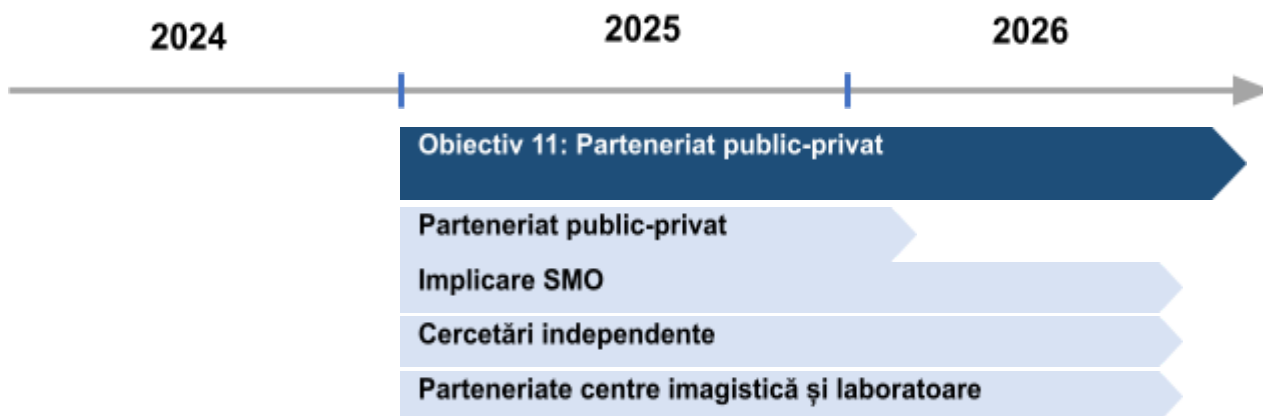 2024
2025
2026
Obiectiv 11: Parteneriat public-privat
Parteneriat public-privat
Implicare SMO
Cercetări independente
Parteneriate centre imagistică și laboratoare